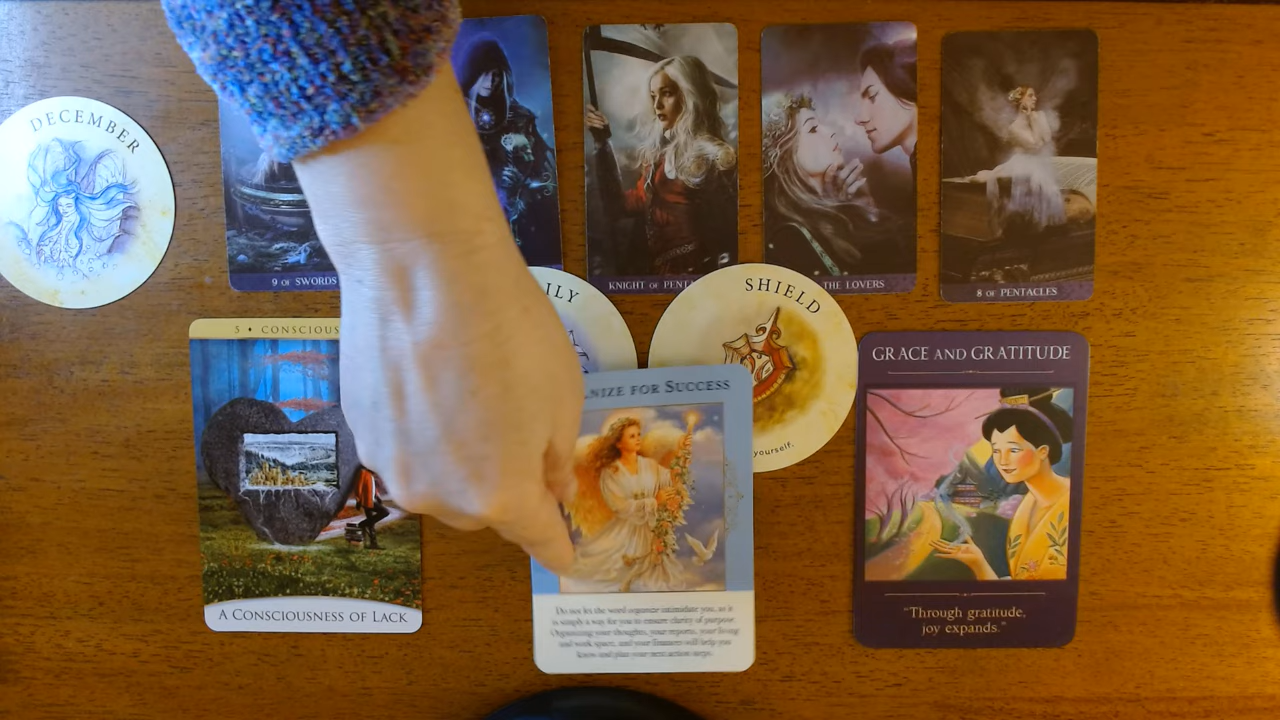 DECEMBER
9 OF SWORDS
KNIGHT OF PENTA
THE LOVERS
8 OF PENTACLES
ILY
SHIELD
yourself.
5 • CONSCIOUS
A CONSCIOUSNESS OF LACK
NIZE FOR SUCCESS
Do not let the word organize intimidate you, as it
is simply a way for you to ensure clarity of purpose.
Organizing your thoughts, your reports, your living
and work space, and your finances will help you
know and plan your next action steps.
GRACE AND GRATITUDE
"Through gratitude,
joy expands."